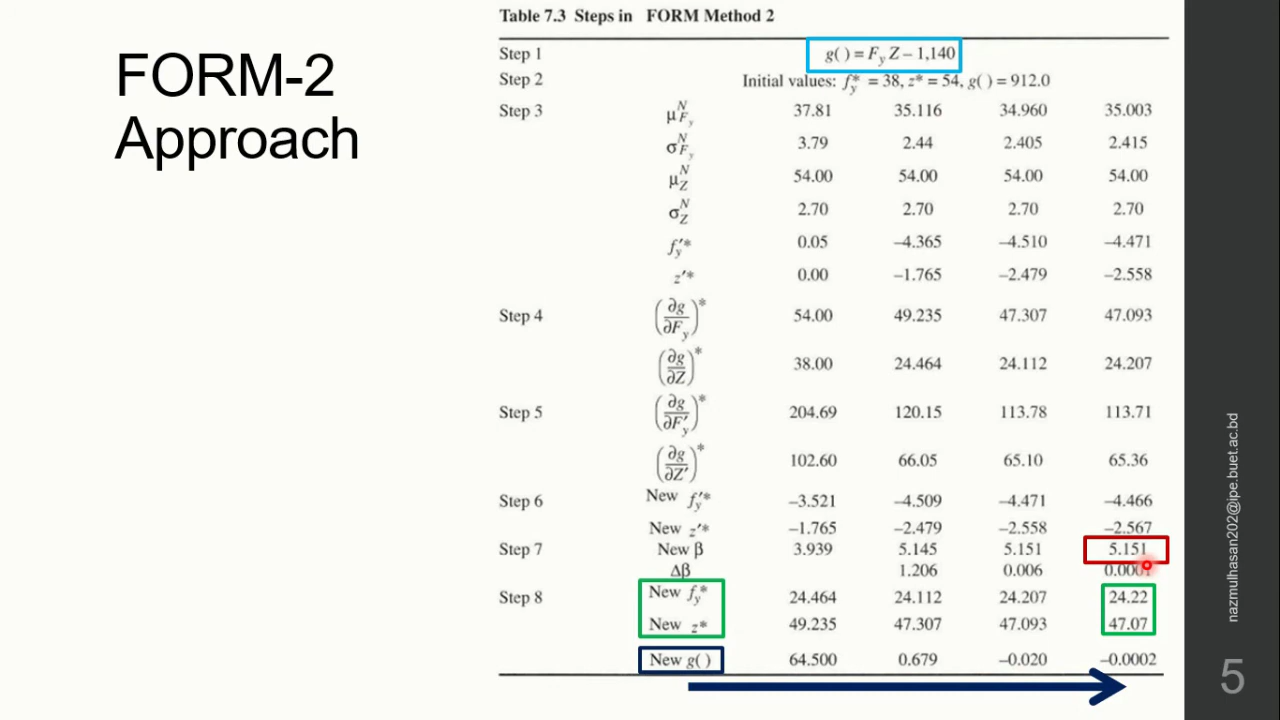 FORM-2
Approach
Table 7.3 Steps in FORM Method 2
Step 1 g( ) = F_y Z – 1,140
Step 2 Initial values: f_y* = 38, z* = 54, g( ) = 912.0
Step 3 μ^N_{F_y} 37.81 35.116 34.960 35.003
σ^N_{F_y} 3.79 2.44 2.405 2.415
μ^N_Z 54.00 54.00 54.00 54.00
σ^N_Z 2.70 2.70 2.70 2.70
f_y'* 0.05 –4.365 –4.510 –4.471
z'* 0.00 –1.765 –2.479 –2.558
Step 4 (∂g/∂F_y)* 54.00 49.235 47.307 47.093
(∂g/∂Z)* 38.00 24.464 24.112 24.207
Step 5 (∂g/∂F'_y)* 204.69 120.15 113.78 113.71
(∂g/∂Z')* 102.60 66.05 65.10 65.36
Step 6 New f_y'* –3.521 –4.509 –4.471 –4.466
New z'* –1.765 –2.479 –2.558 –2.567
Step 7 New β 3.939 5.145 5.151 5.151
Δβ 1.206 0.006 0.0001
Step 8 New f_y* 24.464 24.112 24.207 24.22
New z* 49.235 47.307 47.093 47.07
New g( ) 64.500 0.679 –0.020 –0.0002
nazmulhasan202@ipe.buet.ac.bd
5